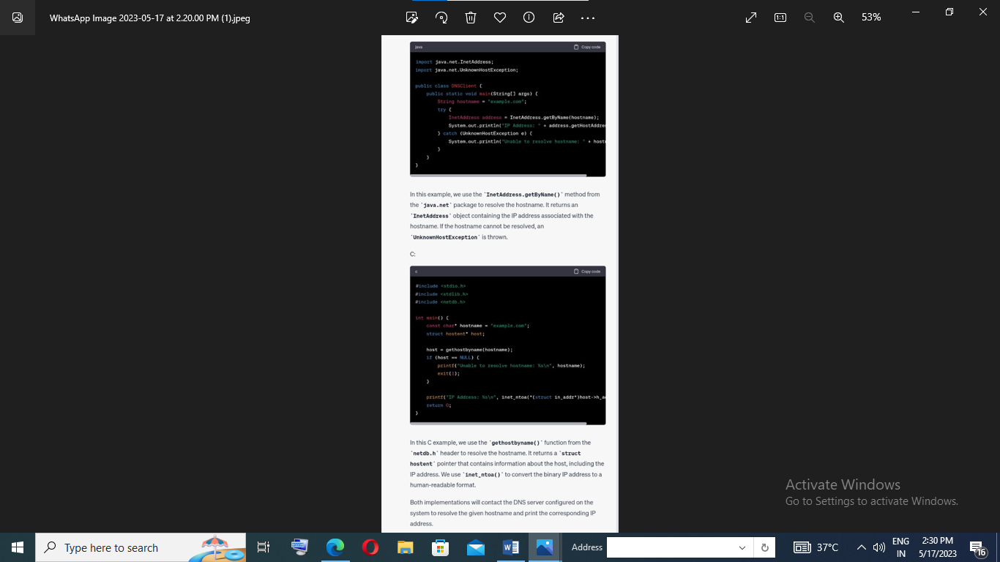 WhatsApp Image 2023-05-17 at 2.20.00 PM (1).jpeg
53%
java
Copy code
import java.net.InetAddress;
import java.net.UnknownHostException;
public class DNSClient {
public static void main(String[] args) {
String hostname = "example.com";
try {
InetAddress address = InetAddress.getByName(hostname);
System.out.println("IP Address: " + address.getHostAddre
} catch (UnknownHostException e) {
System.out.println("Unable to resolve hostname: " + host
}
}
}
In this example, we use the `InetAddress.getByName()` method from
the `java.net` package to resolve the hostname. It returns an
`InetAddress` object containing the IP address associated with the
hostname. If the hostname cannot be resolved, an
`UnknownHostException` is thrown.
C:
c
Copy code
#include <stdio.h>
#include <stdlib.h>
#include <netdb.h>
int main() {
const char* hostname = "example.com";
struct hostent* host;
host = gethostbyname(hostname);
if (host == NULL) {
printf("Unable to resolve hostname: %s\n", hostname);
exit(1);
}
printf("IP Address: %s\n", inet_ntoa(*(struct in_addr*)host->h_a
return 0;
}
In this C example, we use the `gethostbyname()` function from the
`netdb.h` header to resolve the hostname. It returns a `struct
hostent` pointer that contains information about the host, including the
IP address. We use `inet_ntoa()` to convert the binary IP address to a
human-readable format.
Both implementations will contact the DNS server configured on the
system to resolve the given hostname and print the corresponding IP
address.
Activate Windows
Go to Settings to activate Windows.
Type here to search
Address
37°C
ENG
IN
2:30 PM
5/17/2023
16